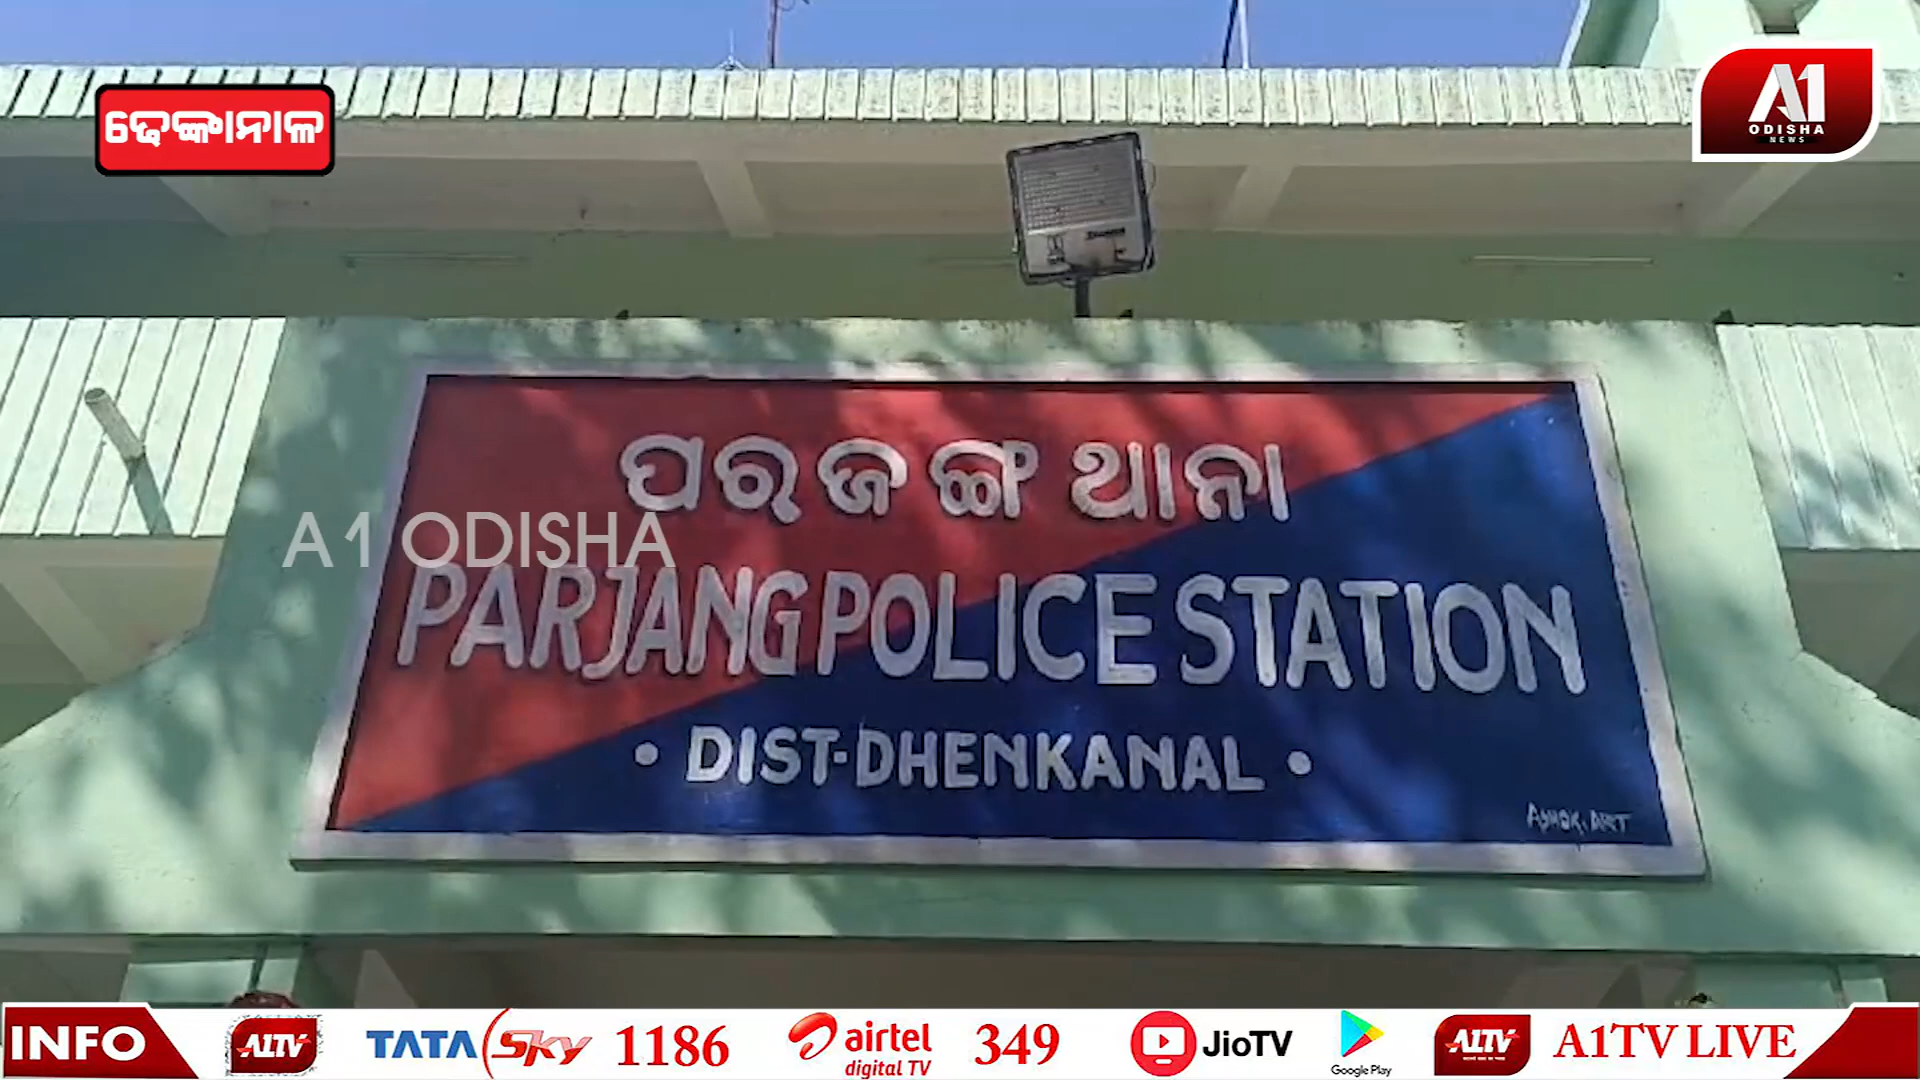 ଢେଙ୍କାନାଳ
A1
ODISHA
NEWS
ପରଜଙ୍ଗ ଥାନା
A1 ODISHA
PARJANG POLICE STATION
• DIST-DHENKANAL •
ASHOK. ART
INFO A1TV TATA Sky 1186 airtel digital TV 349 JioTV Google Play A1TV A1TV LIVE